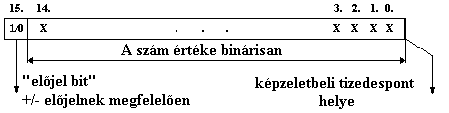 15. 14. 3. 2. 1. 0.
1/0 X . . . X X X X
A szám értéke binárisan
"előjel bit" képzeletbeli tizedespont
+/- előjelnek megfelelően helye